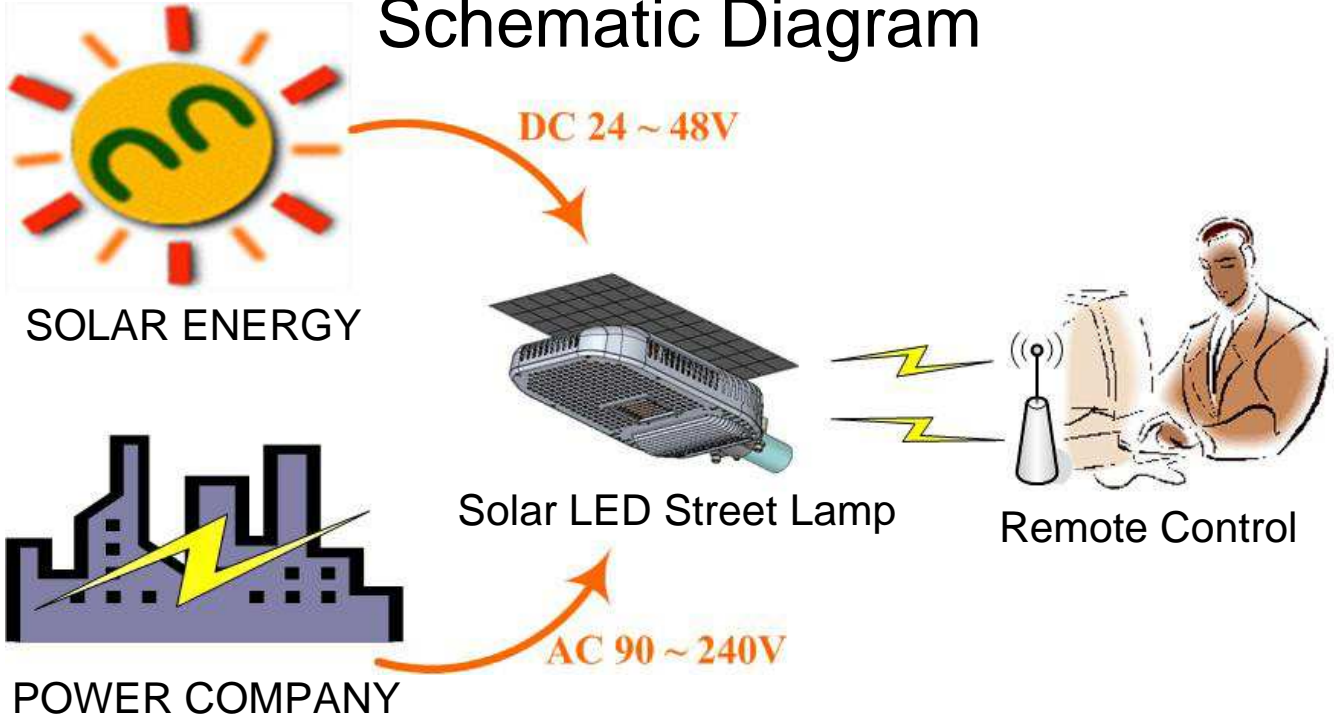 Schematic Diagram
DC 24 ~ 48V
SOLAR ENERGY
Solar LED Street Lamp
Remote Control
AC 90 ~ 240V
POWER COMPANY